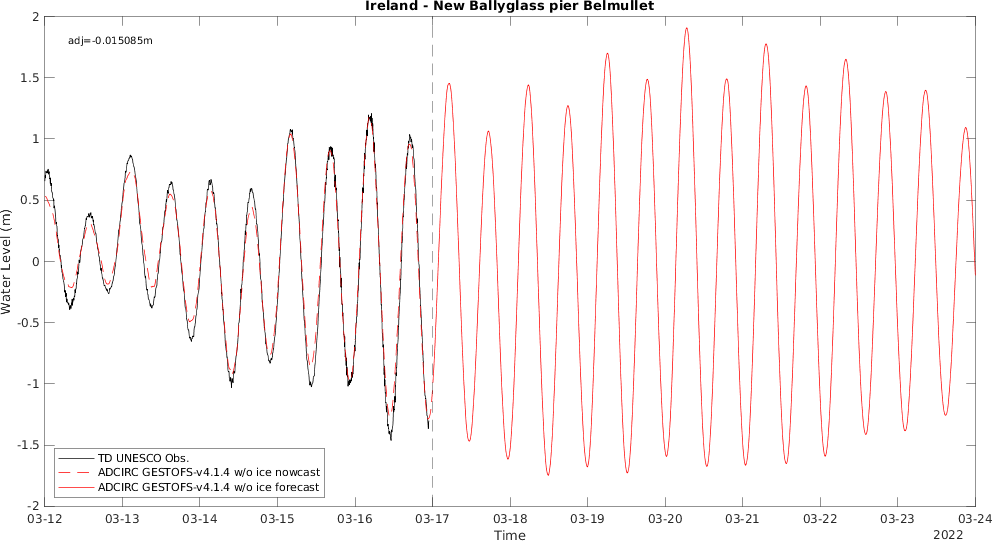 Ireland - New Ballyglass pier Belmullet
adj=-0.015085m
2
1.5
1
0.5
0
-0.5
-1
-1.5
-2
Water Level (m)
TD UNESCO Obs.
ADCIRC GESTOFS-v4.1.4 w/o ice nowcast
ADCIRC GESTOFS-v4.1.4 w/o ice forecast
03-12 03-13 03-14 03-15 03-16 03-17 03-18 03-19 03-20 03-21 03-22 03-23 03-24
Time
2022